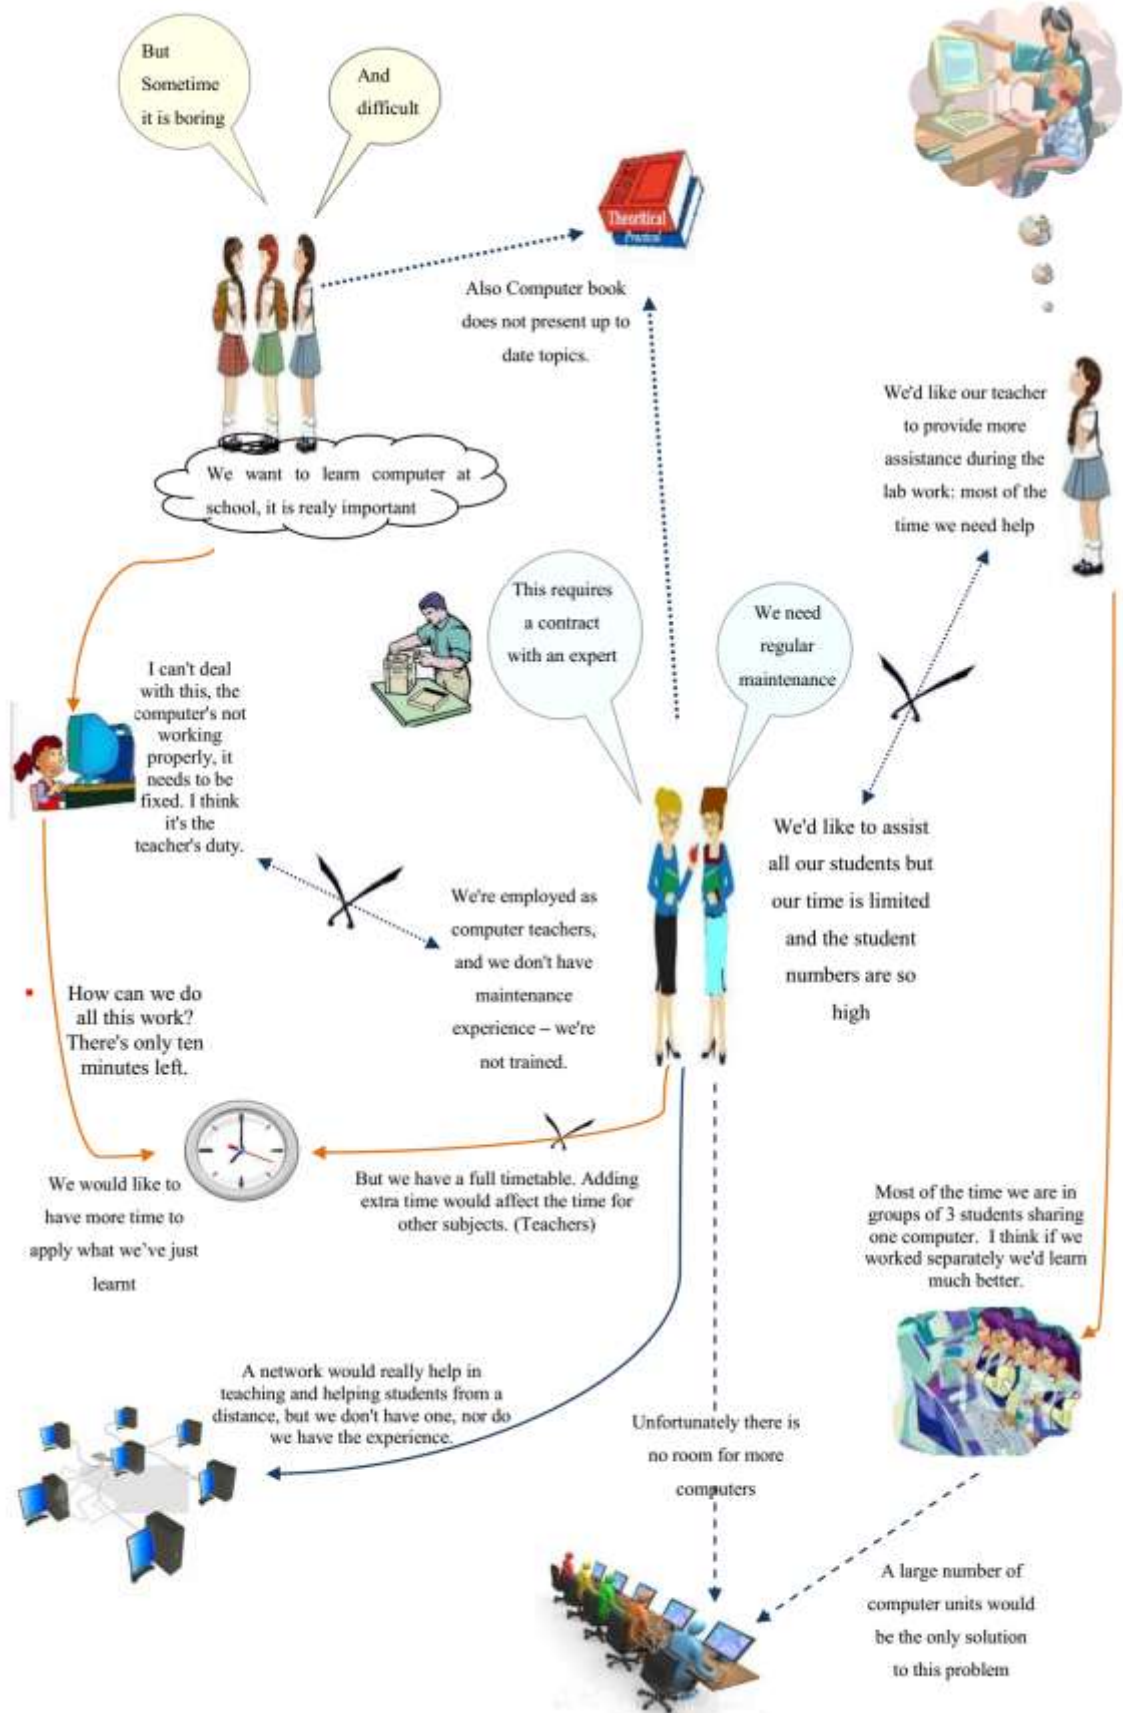 But
Sometime
it is boring
And
difficult
Theoritical
Practical
Also Computer book
does not present up to
date topics.
We want to learn computer at
school, it is realy important
We'd like our teacher
to provide more
assistance during the
lab work: most of the
time we need help
This requires
a contract
with an expert
We need
regular
maintenance
I can't deal
with this, the
computer's not
working
properly, it
needs to be
fixed. I think
it's the
teacher's duty.
We'd like to assist
all our students but
our time is limited
and the student
numbers are so
high
We're employed as
computer teachers,
and we don't have
maintenance
experience – we're
not trained.
How can we do
all this work?
There's only ten
minutes left.
We would like to
have more time to
apply what we've just
learnt
But we have a full timetable. Adding
extra time would affect the time for
other subjects. (Teachers)
Most of the time we are in
groups of 3 students sharing
one computer. I think if we
worked separately we'd learn
much better.
A network would really help in
teaching and helping students from a
distance, but we don't have one, nor do
we have the experience.
Unfortunately there is
no room for more
computers
A large number of
computer units would
be the only solution
to this problem